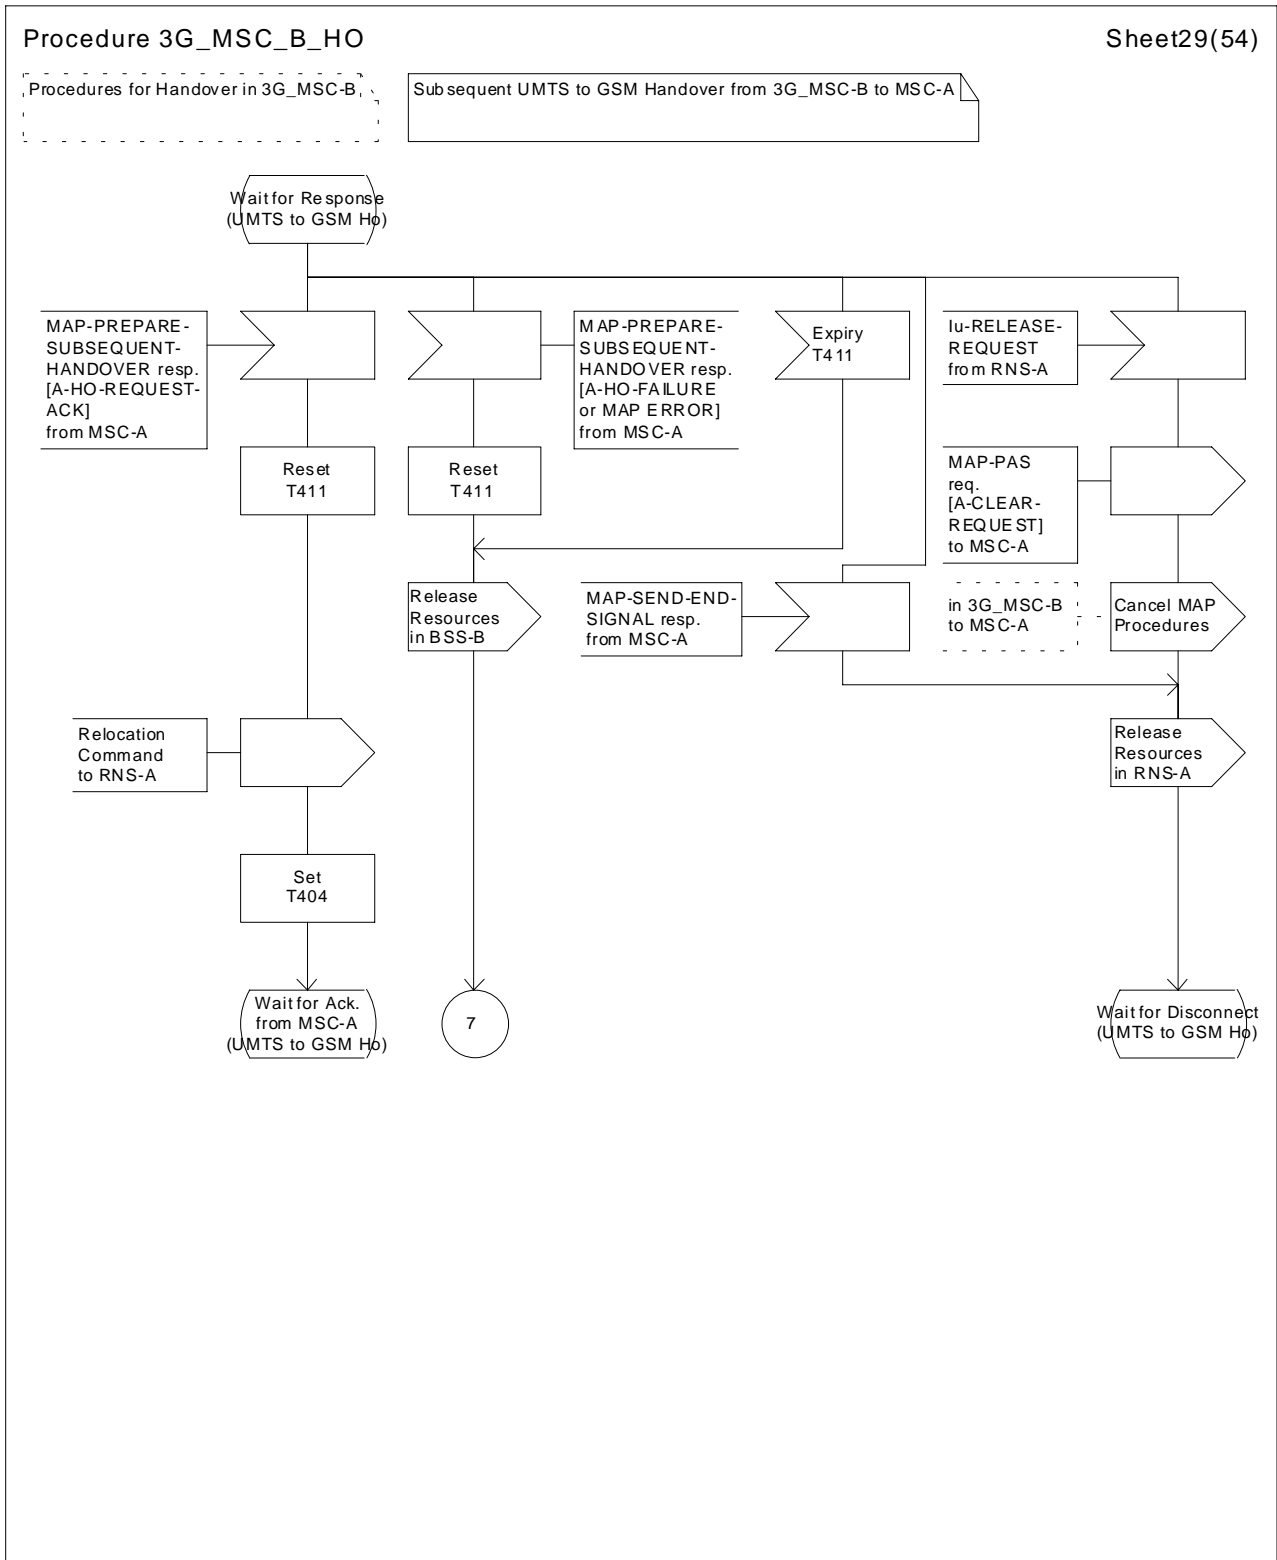 Procedure 3G_MSC_B_HO
Sheet29(54)
Procedures for Handover in 3G_MSC-B
Subsequent UMTS to GSM Handover from 3G_MSC-B to MSC-A
Wait for Response
(UMTS to GSM Ho)
MAP-PREPARE-
SUBSEQUENT-
HANDOVER resp.
[A-HO-REQUEST-
ACK]
from MSC-A
MAP-PREPARE-
SUBSEQUENT-
HANDOVER resp.
[A-HO-FAILURE
or MAP ERROR]
from MSC-A
Expiry
T411
Iu-RELEASE-
REQUEST
from RNS-A
Reset
T411
Reset
T411
MAP-PAS
req.
[A-CLEAR-
REQUEST]
to MSC-A
Release
Resources
in BSS-B
MAP-SEND-END-
SIGNAL resp.
from MSC-A
in 3G_MSC-B
to MSC-A
Cancel MAP
Procedures
Relocation
Command
to RNS-A
Release
Resources
in RNS-A
Set
T404
Wait for Ack.
from MSC-A
(UMTS to GSM Ho)
7
Wait for Disconnect
(UMTS to GSM Ho)